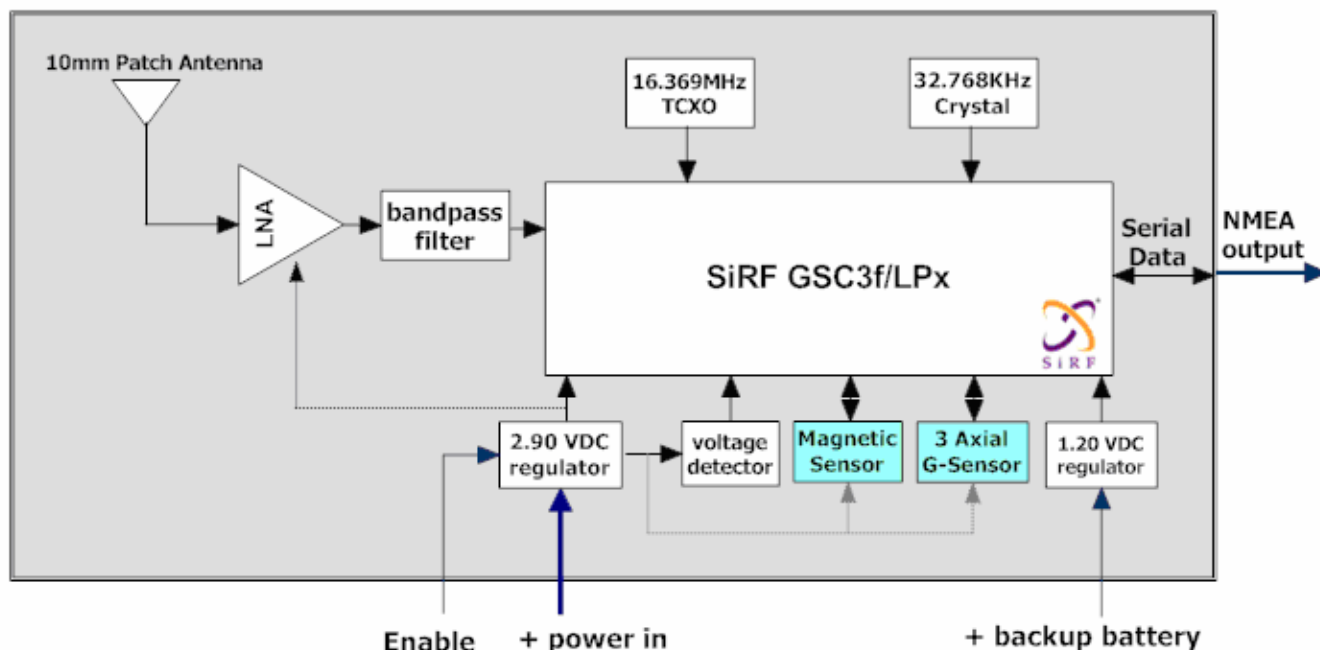 10mm Patch Antenna
16.369MHz
TCXO
32.768KHz
Crystal
LNA
bandpass
filter
SiRF GSC3f/LPx
SiRF
Serial
Data
NMEA
output
2.90 VDC
regulator
voltage
detector
Magnetic
Sensor
3 Axial
G-Sensor
1.20 VDC
regulator
Enable
+ power in
+ backup battery